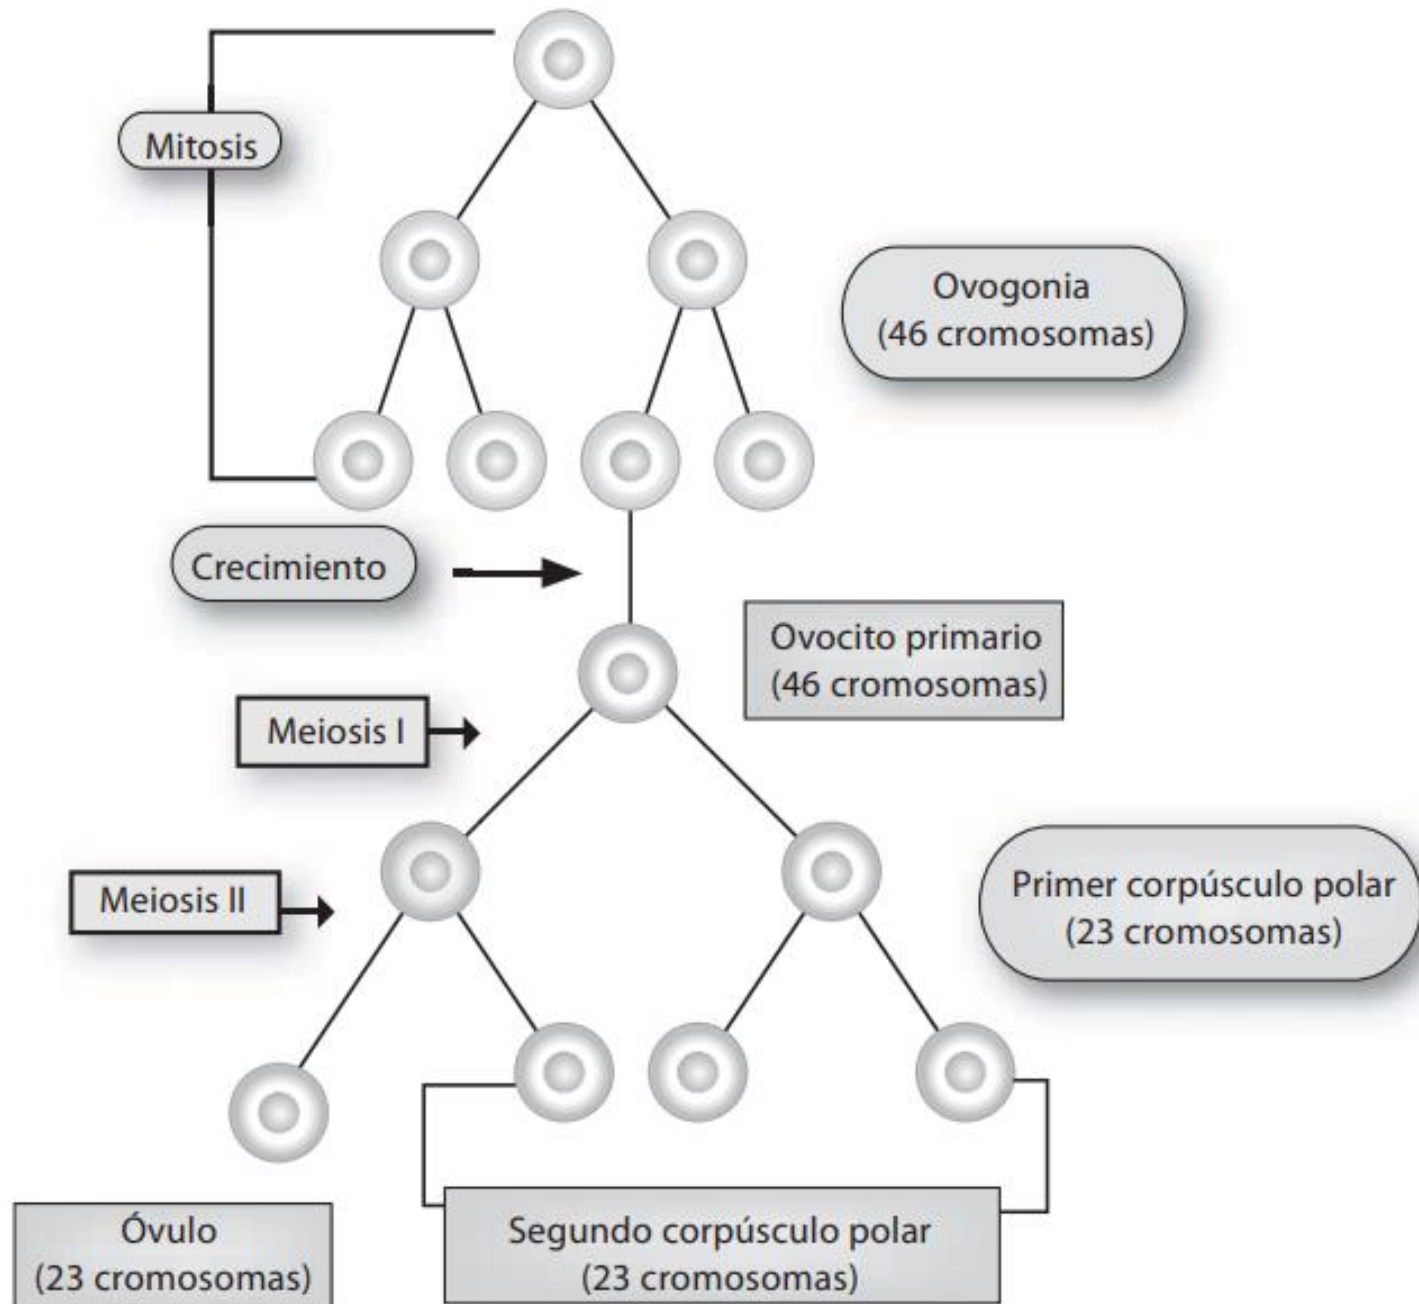 Mitosis
Ovogonia
(46 cromosomas)
Crecimiento
Ovocito primario
(46 cromosomas)
Meiosis I
Primer corpúsculo polar
(23 cromosomas)
Meiosis II
Óvulo
(23 cromosomas)
Segundo corpúsculo polar
(23 cromosomas)